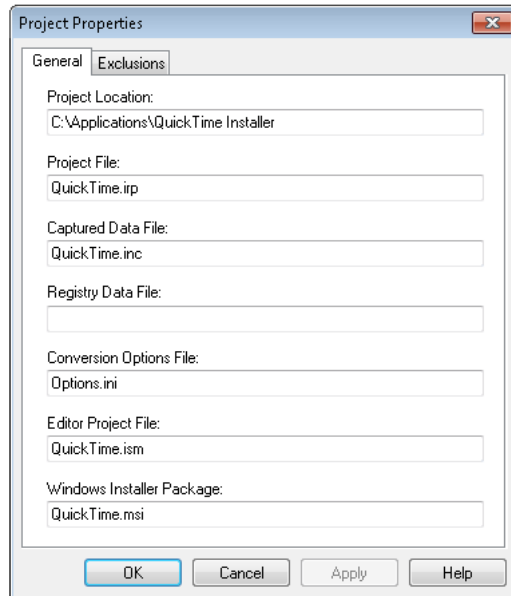 Project Properties
General Exclusions
Project Location:
C:\Applications\QuickTime Installer
Project File:
QuickTime.irp
Captured Data File:
QuickTime.inc
Registry Data File:
Conversion Options File:
Options.ini
Editor Project File:
QuickTime.ism
Windows Installer Package:
QuickTime.msi
OK Cancel Apply Help